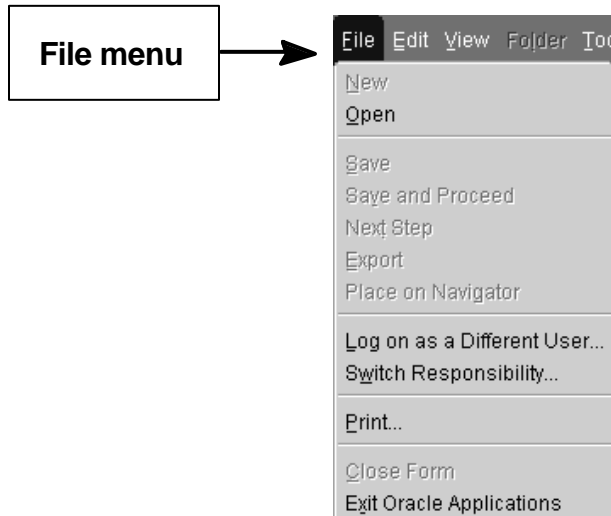 File menu
File Edit View Folder
New
Open
Save
Save and Proceed
Next Step
Export
Place on Navigator
Log on as a Different User...
Switch Responsibility...
Print...
Close Form
Exit Oracle Applications